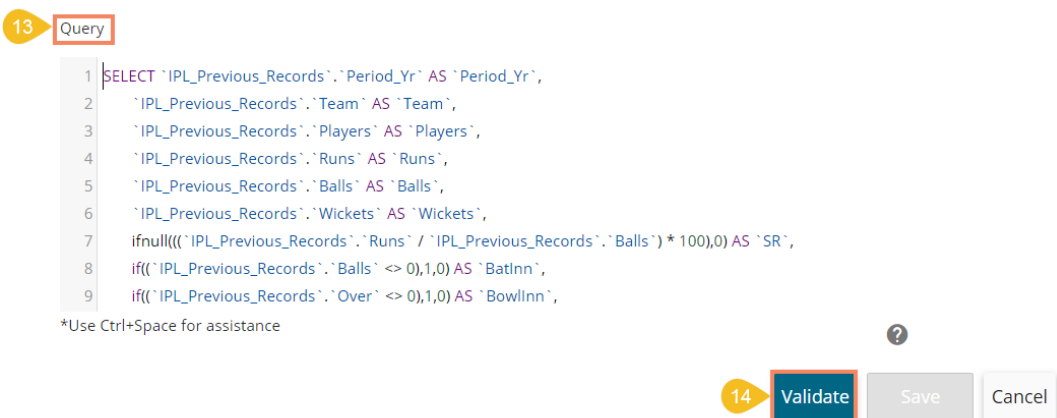 13 Query
1 SELECT `IPL_Previous_Records`.`Period_Yr` AS `Period_Yr`,
2 `IPL_Previous_Records`.`Team` AS `Team`,
3 `IPL_Previous_Records`.`Players` AS `Players`,
4 `IPL_Previous_Records`.`Runs` AS `Runs`,
5 `IPL_Previous_Records`.`Balls` AS `Balls`,
6 `IPL_Previous_Records`.`Wickets` AS `Wickets`,
7 ifnull(((`IPL_Previous_Records`.`Runs` / `IPL_Previous_Records`.`Balls`) * 100),0) AS `SR`,
8 if((`IPL_Previous_Records`.`Balls` <> 0),1,0) AS `BatInn`,
9 if((`IPL_Previous_Records`.`Over` <> 0),1,0) AS `BowlInn`,
*Use Ctrl+Space for assistance
?
14 Validate Save Cancel